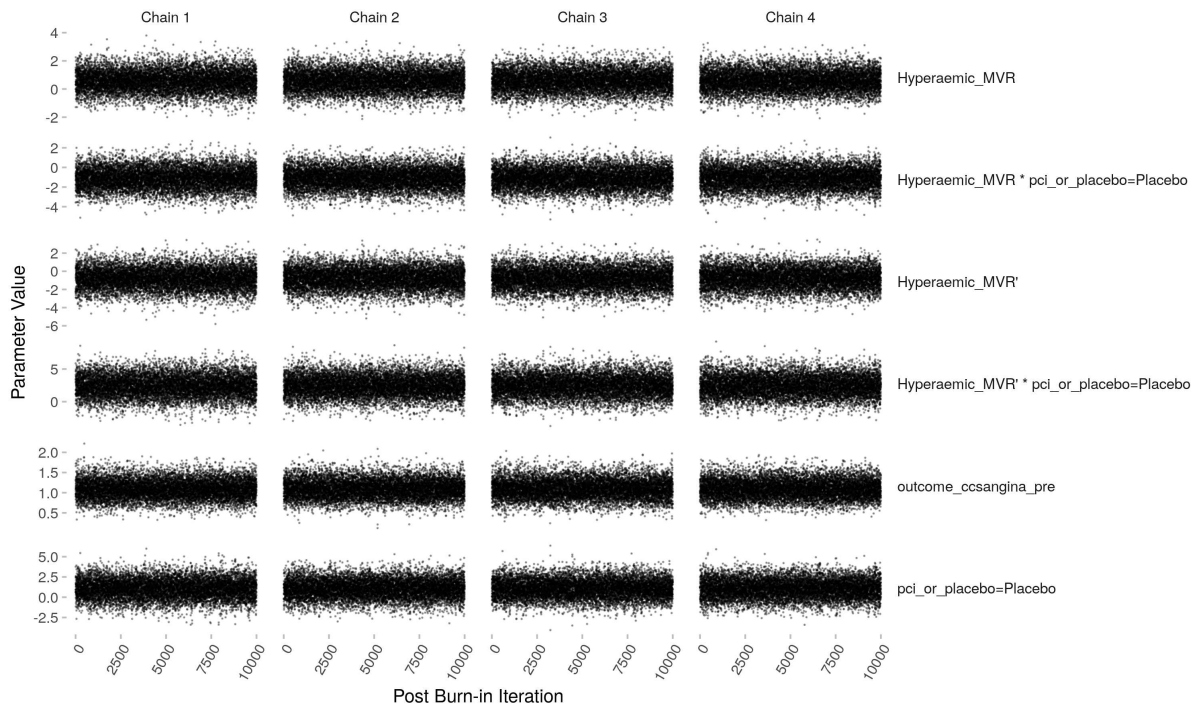 Chain 1 Chain 2 Chain 3 Chain 4
4
2
0
-2
Hyperaemic_MVR
2
0
-2
-4
Hyperaemic_MVR * pci_or_placebo=Placebo
2
0
-2
-4
-6
Hyperaemic_MVR'
5
0
Hyperaemic_MVR' * pci_or_placebo=Placebo
2.0
1.5
1.0
0.5
outcome_ccsangina_pre
5.0
2.5
0.0
-2.5
pci_or_placebo=Placebo
Parameter Value
0 2500 5000 7500 10000 0 2500 5000 7500 10000 0 2500 5000 7500 10000 0 2500 5000 7500 10000
Post Burn-in Iteration